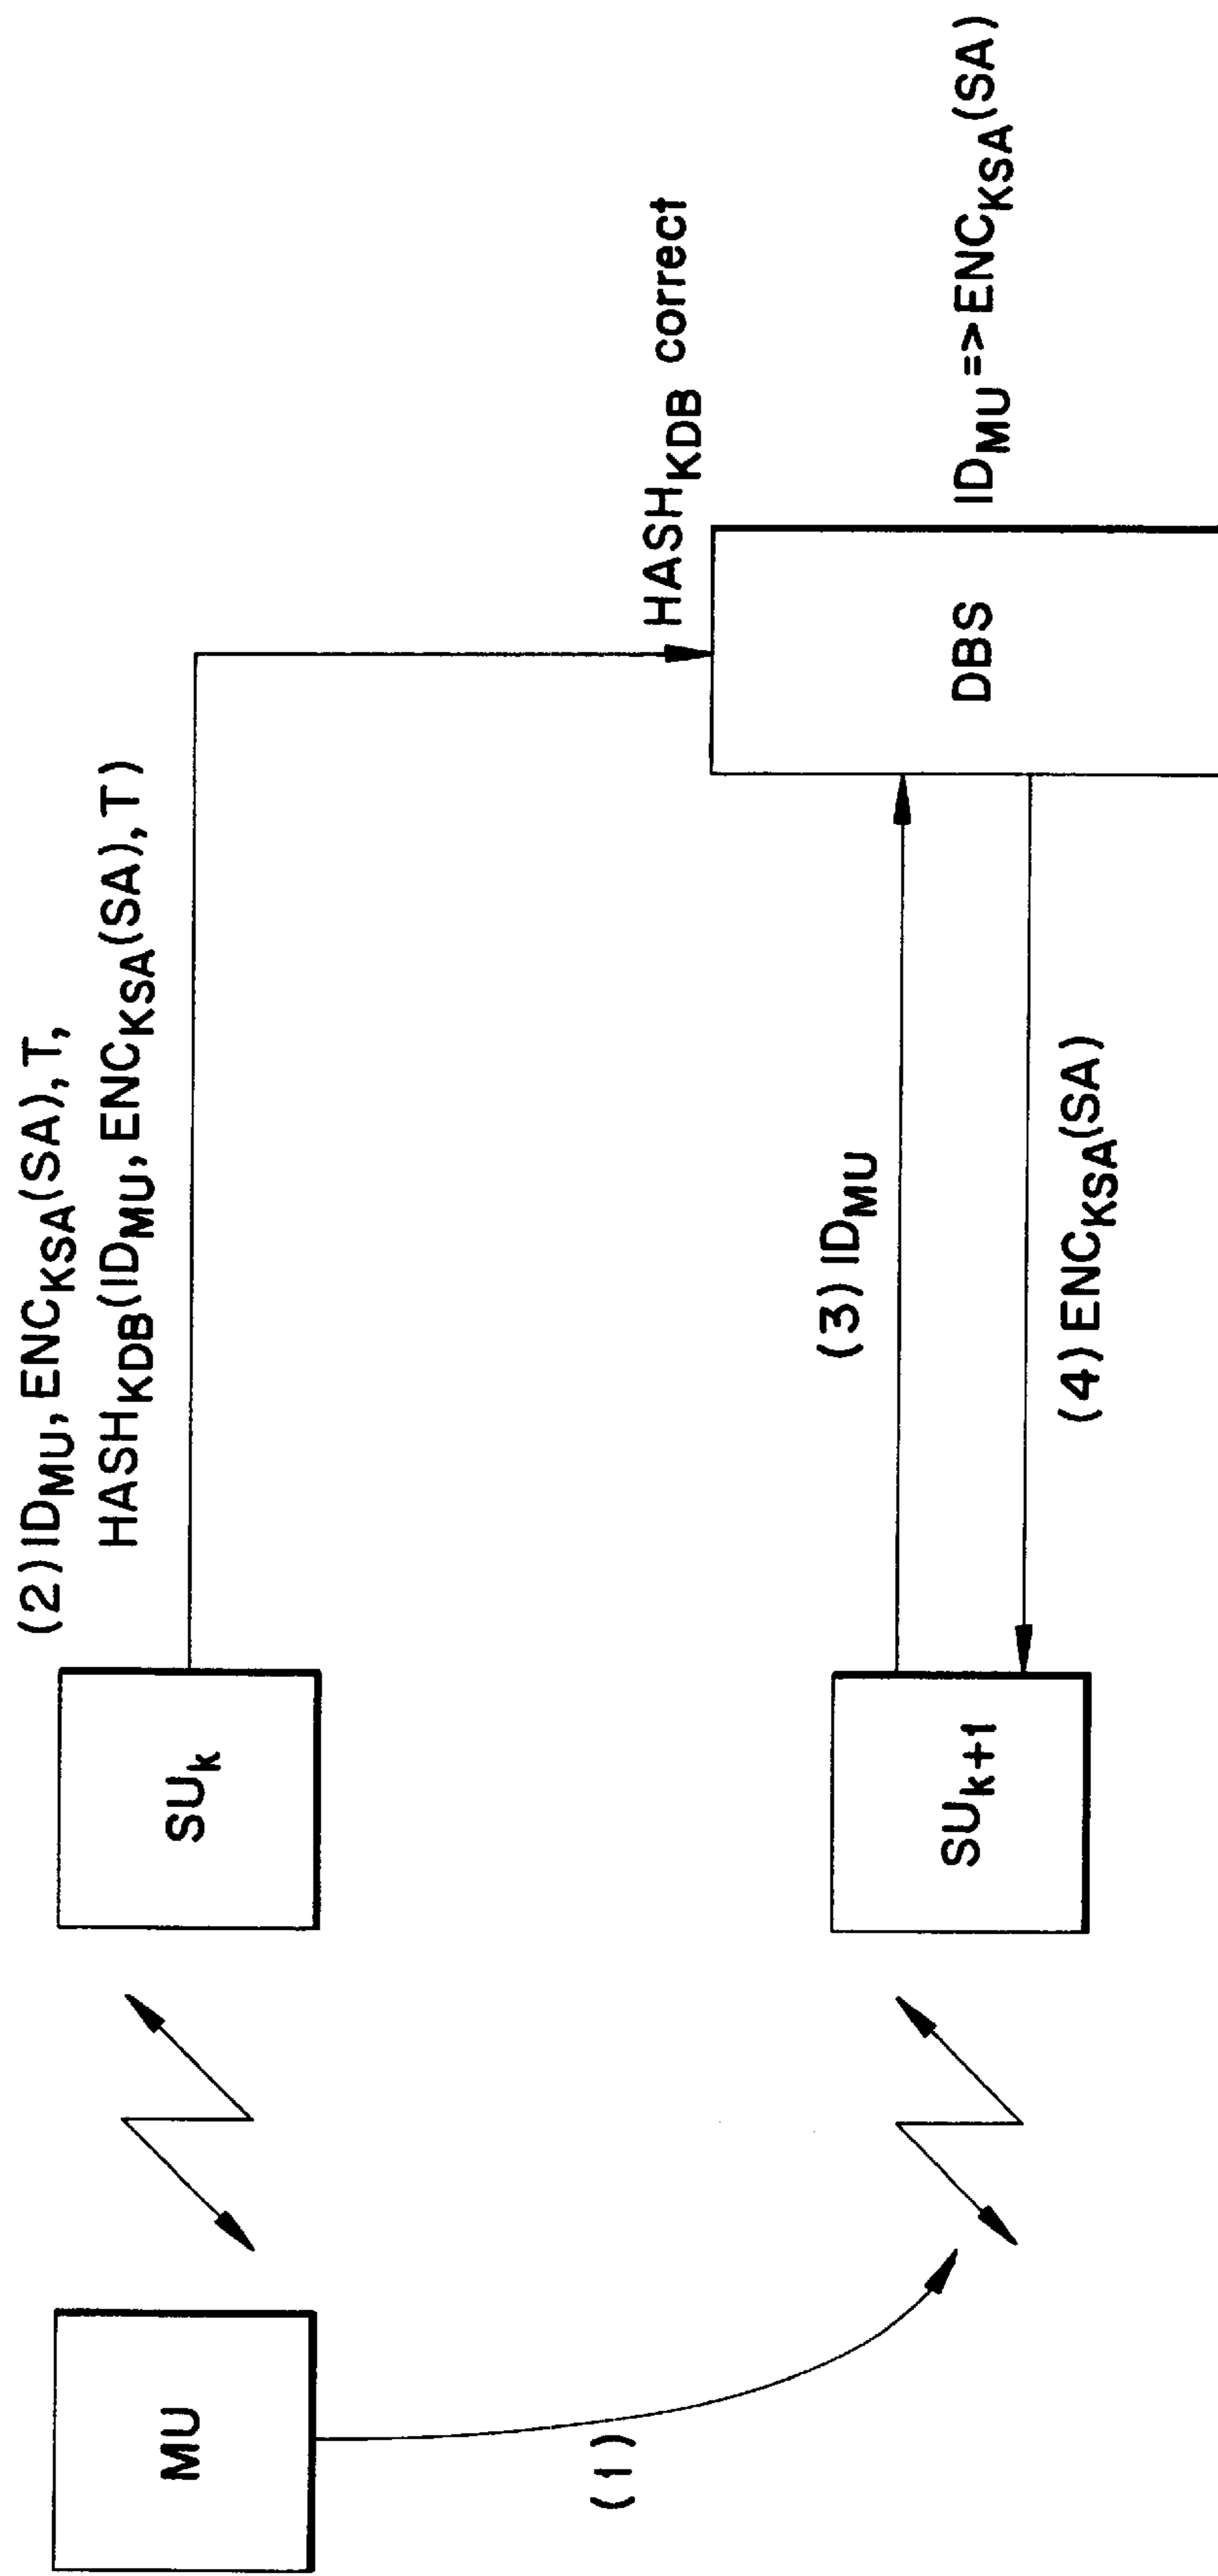 (2) ID_MU, ENC_KSA(SA), T,
HASH_KDB(ID_MU, ENC_KSA(SA), T)
MU
SU_k
HASH_KDB correct
(1)
(3) ID_MU
DBS
SU_k+1
(4) ENC_KSA(SA)
ID_MU => ENC_KSA(SA)